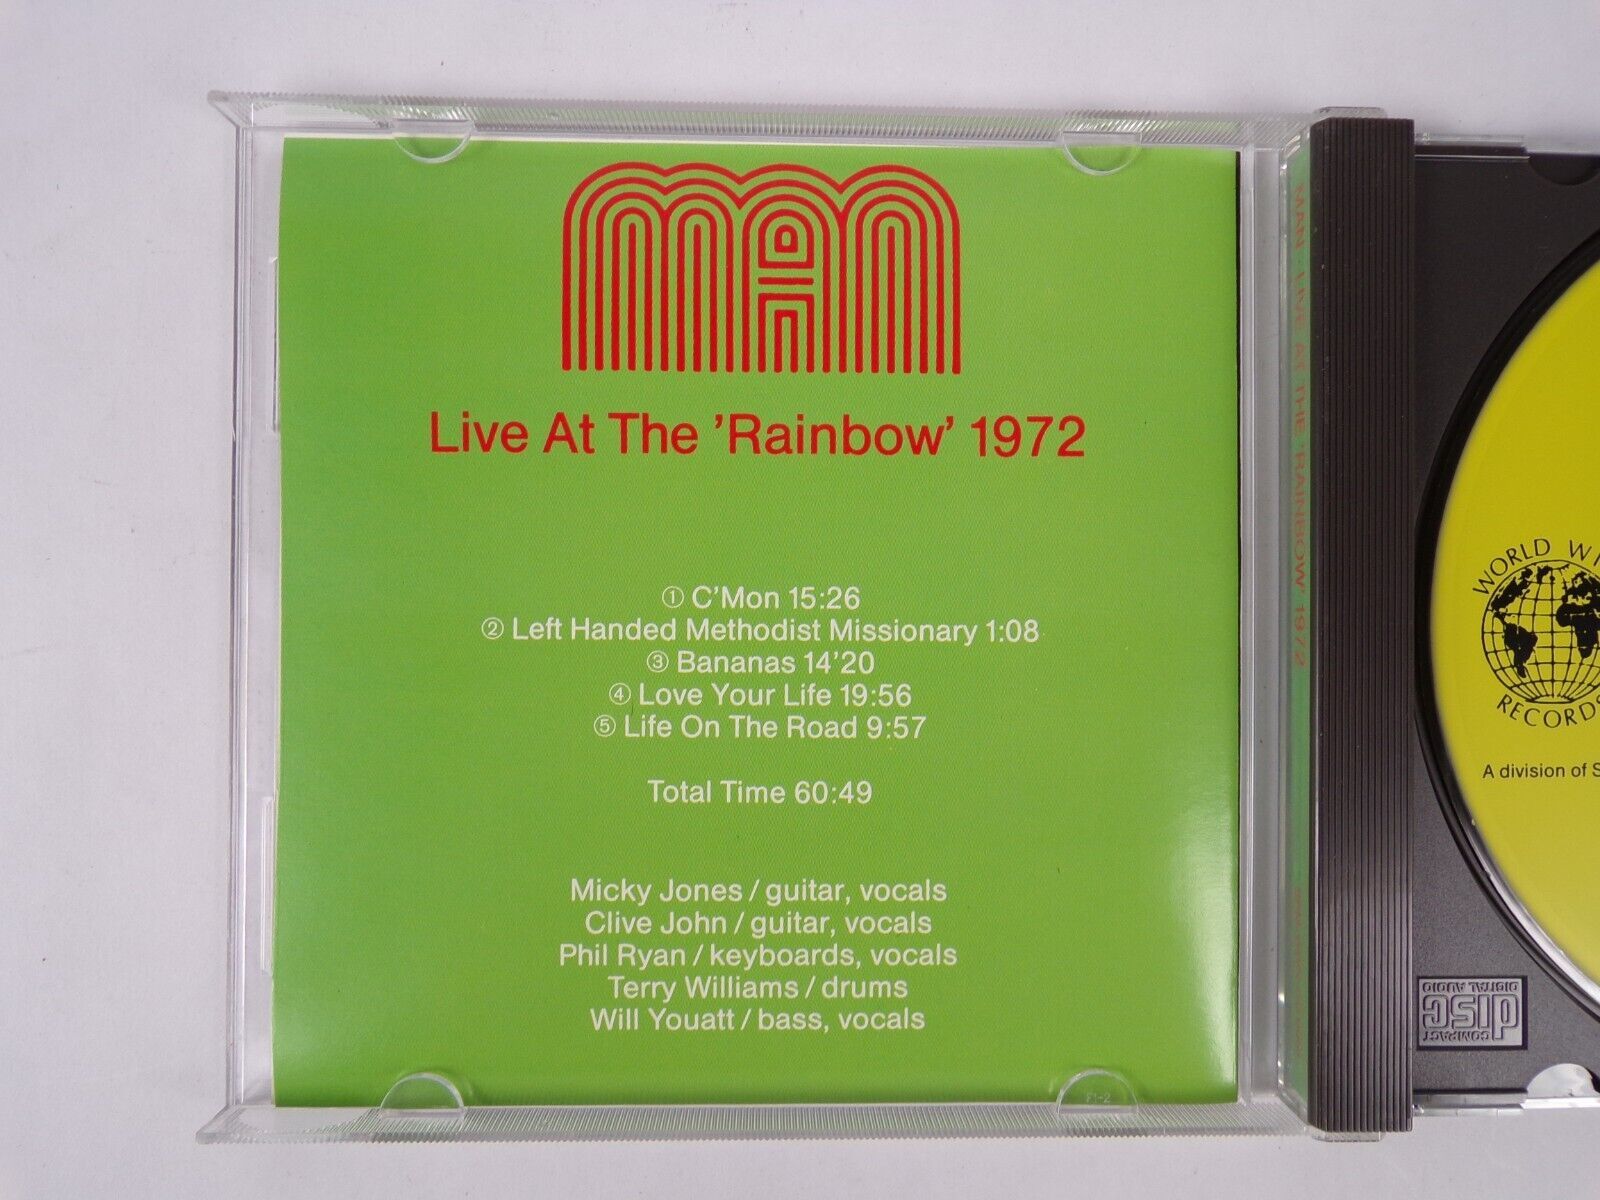 man
Live At The ’Rainbow’ 1972
① C’Mon 15:26
② Left Handed Methodist Missionary 1:08
③ Bananas 14’20
④ Love Your Life 19:56
⑤ Life On The Road 9:57
Total Time 60:49
Micky Jones / guitar, vocals
Clive John / guitar, vocals
Phil Ryan / keyboards, vocals
Terry Williams / drums
Will Youatt / bass, vocals
F1-2
MAN LIVE AT THE 'RAINBOW' 1972
WORLD WI
RECORDS
A division of S
COMPACT
disc
DIGITAL AUDIO